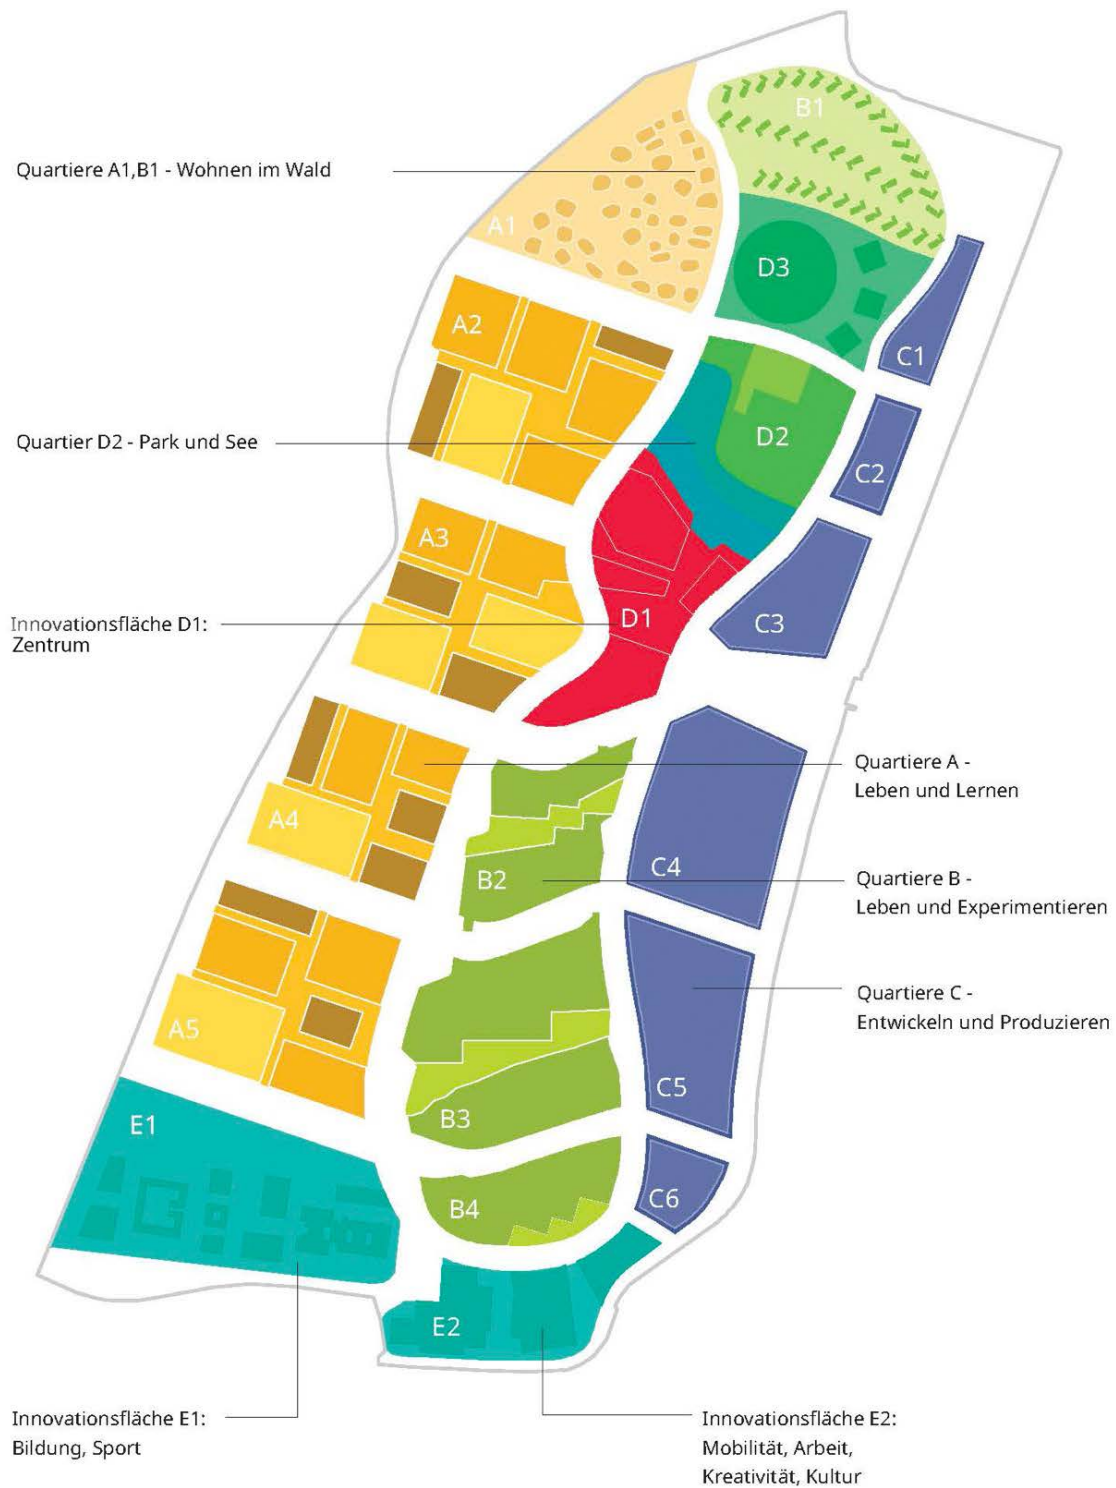 B1
Quartiere A1,B1 - Wohnen im Wald
A1
D3
A2
C1
Quartier D2 - Park und See
D2
C2
A3
Innovationsfläche D1:
Zentrum
D1
C3
Quartiere A -
Leben und Lernen
A4
C4
B2
Quartiere B -
Leben und Experimentieren
Quartiere C -
Entwickeln und Produzieren
A5
C5
E1
B3
B4
C6
E2
Innovationsfläche E1:
Bildung, Sport
Innovationsfläche E2:
Mobilität, Arbeit,
Kreativität, Kultur